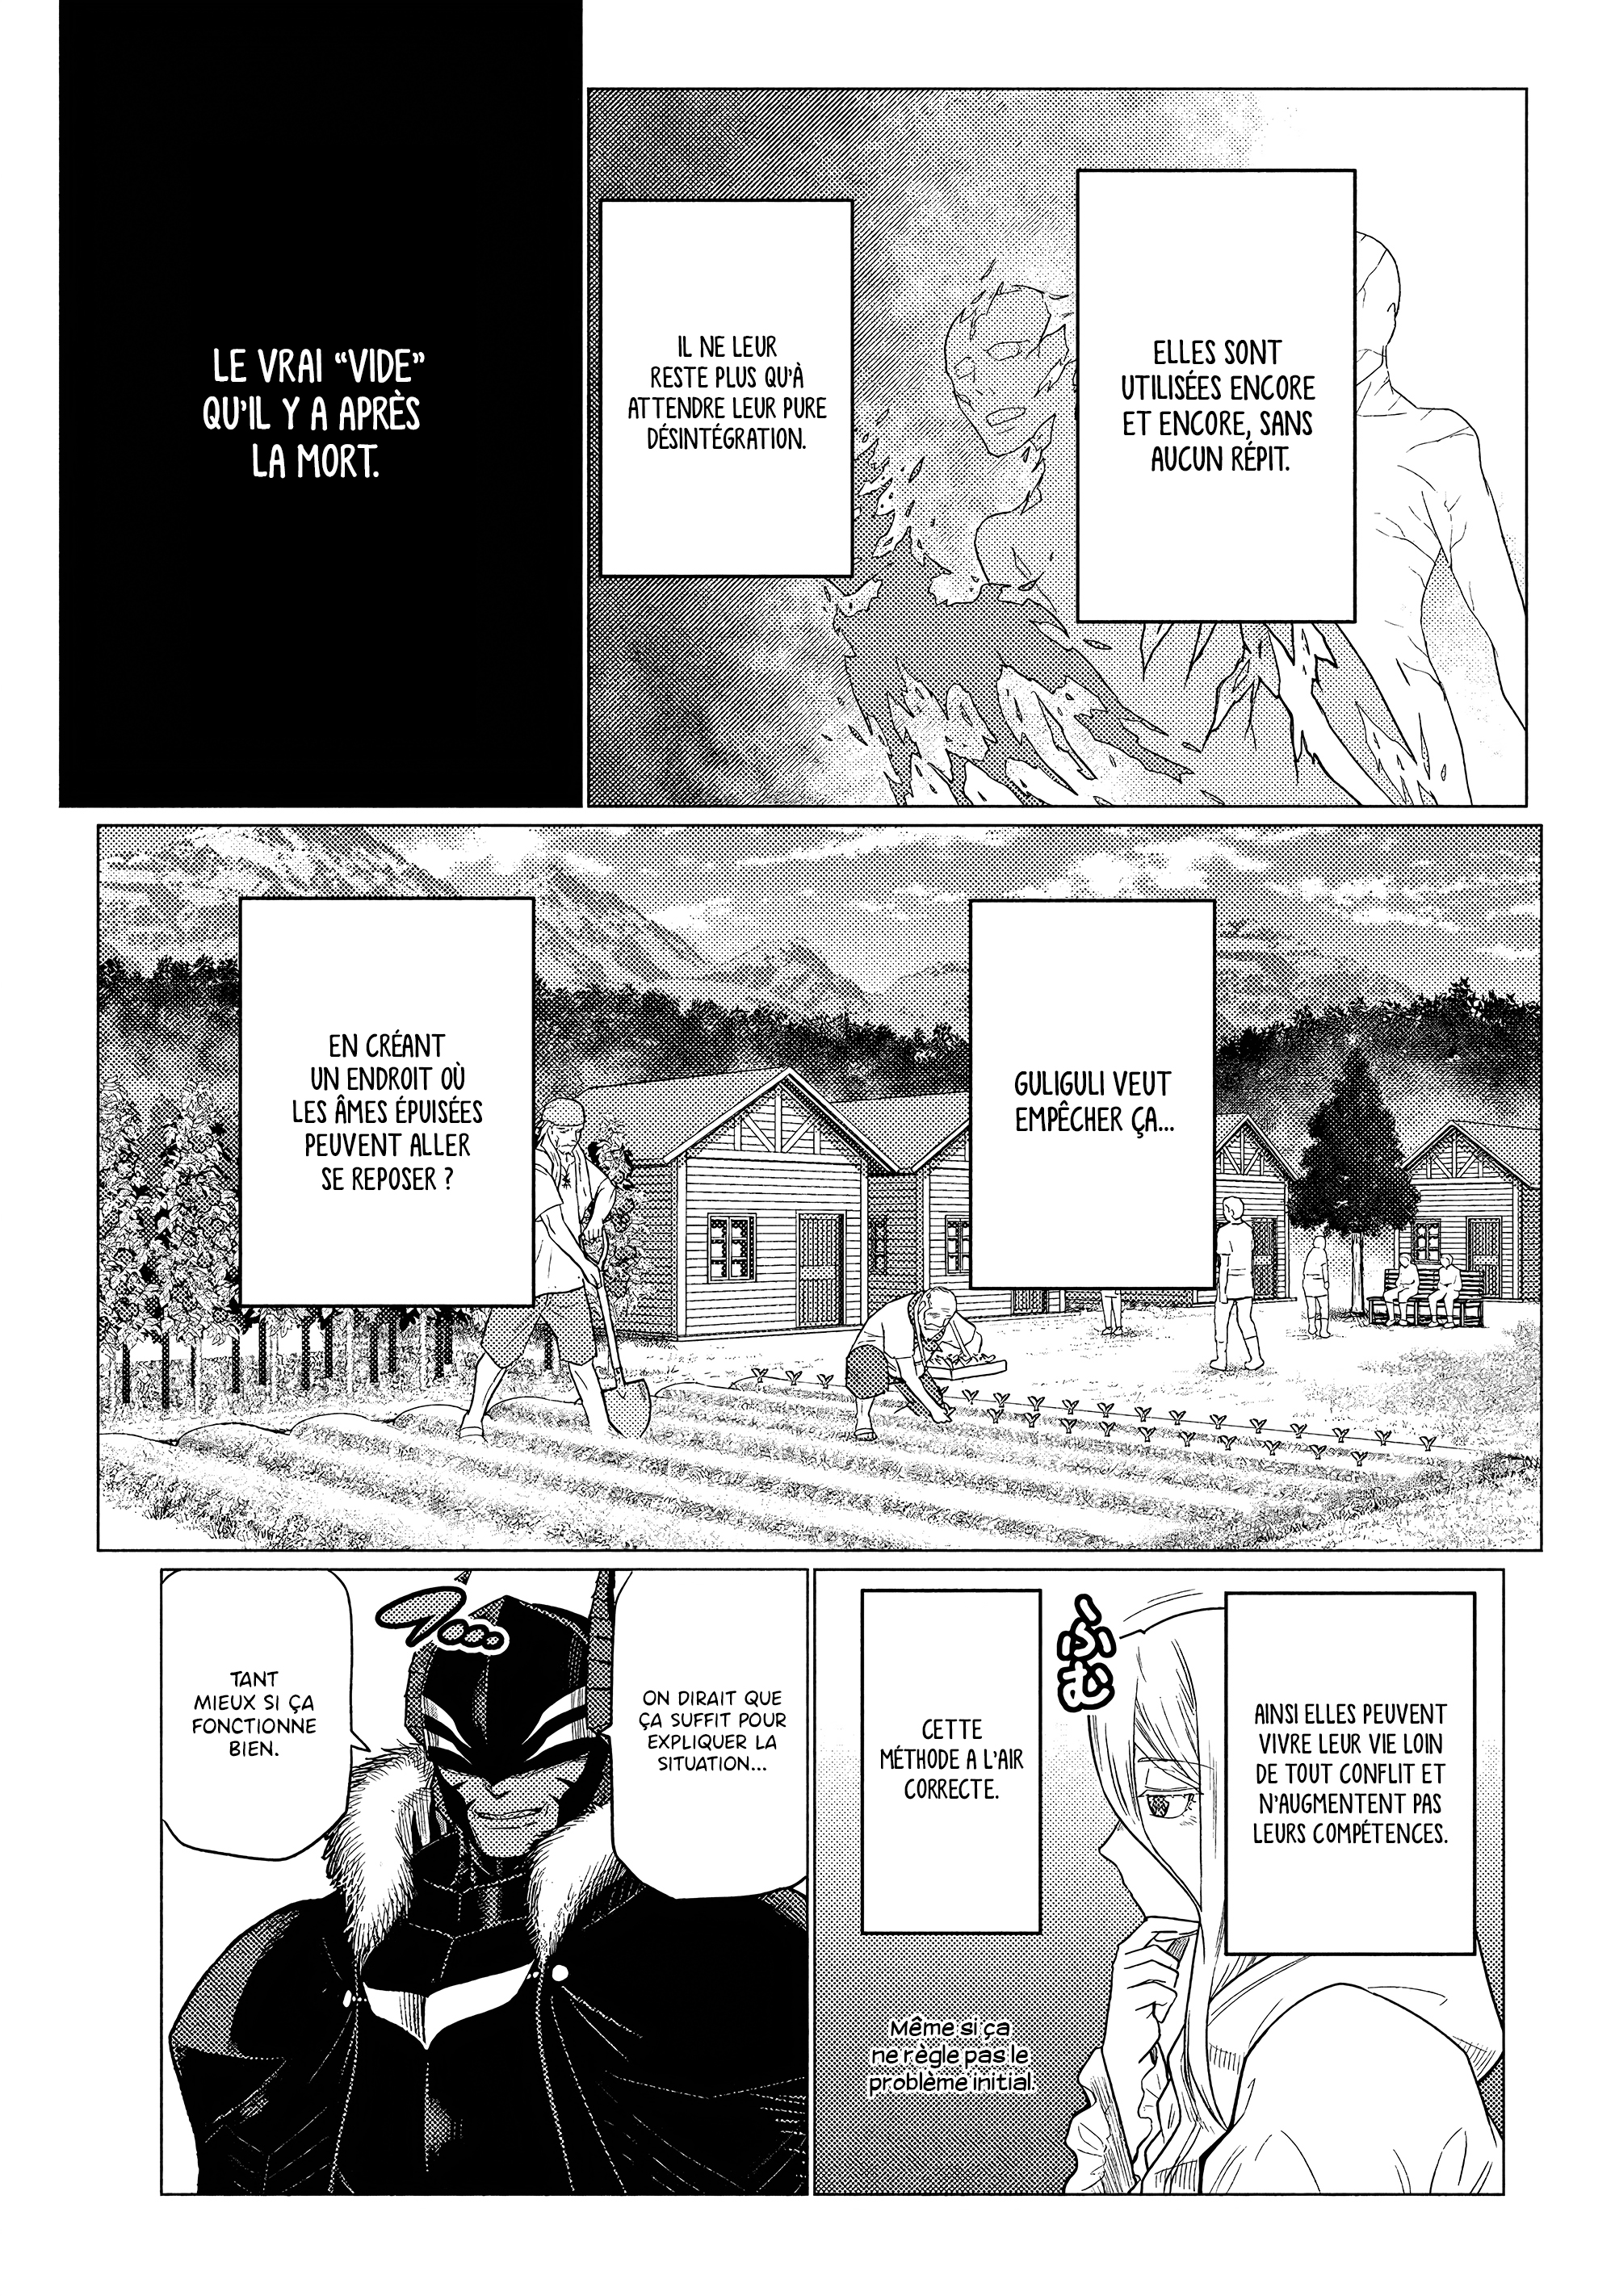 ELLES SONT
UTILISÉES ENCORE
ET ENCORE, SANS
AUCUN RÉPIT.
IL NE LEUR
RESTE PLUS QU'À
ATTENDRE LEUR PURE
DÉSINTÉGRATION.
LE VRAI “VIDE”
QU'IL Y A APRÈS
LA MORT.
GULIGULI VEUT
EMPÊCHER ÇA...
EN CRÉANT
UN ENDROIT OÙ
LES ÂMES ÉPUISÉES
PEUVENT ALLER
SE REPOSER ?
AINSI ELLES PEUVENT
VIVRE LEUR VIE LOIN
DE TOUT CONFLIT ET
N'AUGMENTENT PAS
LEURS COMPÉTENCES.
ふむ
CETTE
MÉTHODE A L'AIR
CORRECTE.
Même si ça
ne règle pas le
problème initial.
ON DIRAIT QUE
ÇA SUFFIT POUR
EXPLIQUER LA
SITUATION...
TANT
MIEUX SI ÇA
FONCTIONNE
BIEN.